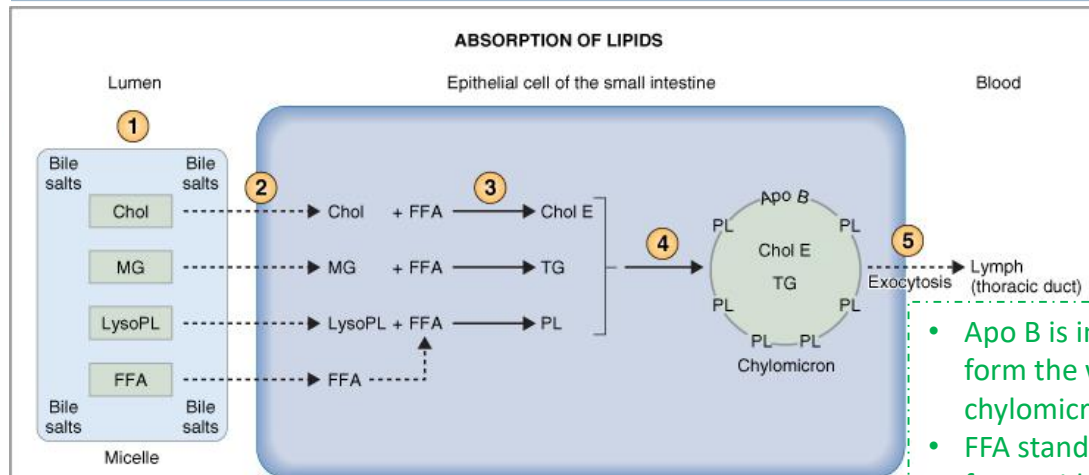 ABSORPTION OF LIPIDS
Lumen Epithelial cell of the small intestine Blood
1
Bile salts Bile salts
2 3
Chol Chol + FFA Chol E
MG MG + FFA TG
LysoPL LysoPL + FFA PL
FFA FFA
Bile salts Bile salts
Micelle
4
Apo B
PL PL
Chol E
TG
PL PL
PL PL
Chylomicron
5
Exocytosis Lymph
(thoracic duct)
• Apo B is
form the
chylomicr
• FFA stand